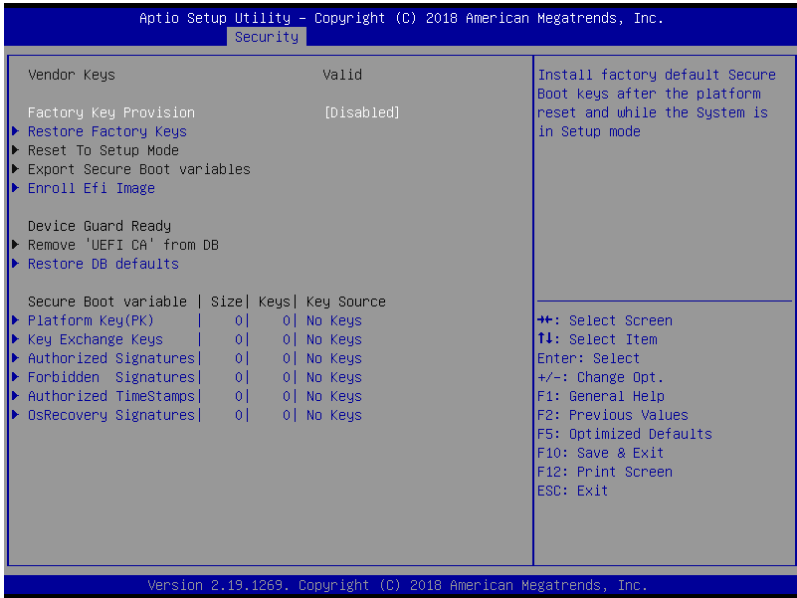 Aptio Setup Utility – Copyright (C) 2018 American Megatrends, Inc.
Security
Vendor Keys Valid
Factory Key Provision [Disabled]
Restore Factory Keys
Reset To Setup Mode
Export Secure Boot variables
Enroll Efi Image
Device Guard Ready
Remove 'UEFI CA' from DB
Restore DB defaults
Secure Boot variable | Size| Keys| Key Source
Platform Key(PK) | 0| 0| No Keys
Key Exchange Keys | 0| 0| No Keys
Authorized Signatures| 0| 0| No Keys
Forbidden Signatures| 0| 0| No Keys
Authorized TimeStamps| 0| 0| No Keys
OsRecovery Signatures| 0| 0| No Keys
Install factory default Secure
Boot keys after the platform
reset and while the System is
in Setup mode
→←: Select Screen
↑↓: Select Item
Enter: Select
+/-: Change Opt.
F1: General Help
F2: Previous Values
F5: Optimized Defaults
F10: Save & Exit
F12: Print Screen
ESC: Exit
Version 2.19.1269. Copyright (C) 2018 American Megatrends, Inc.